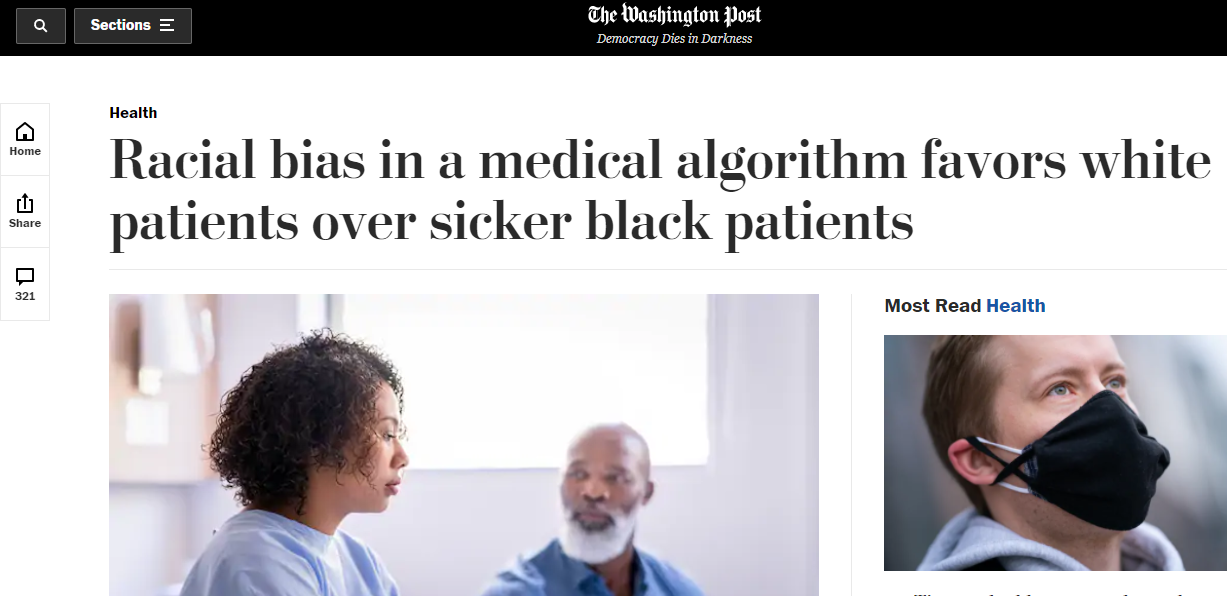 Sections
The Washington Post
Democracy Dies in Darkness
Home
Share
321
Health
Racial bias in a medical algorithm favors white
patients over sicker black patients
Most Read Health